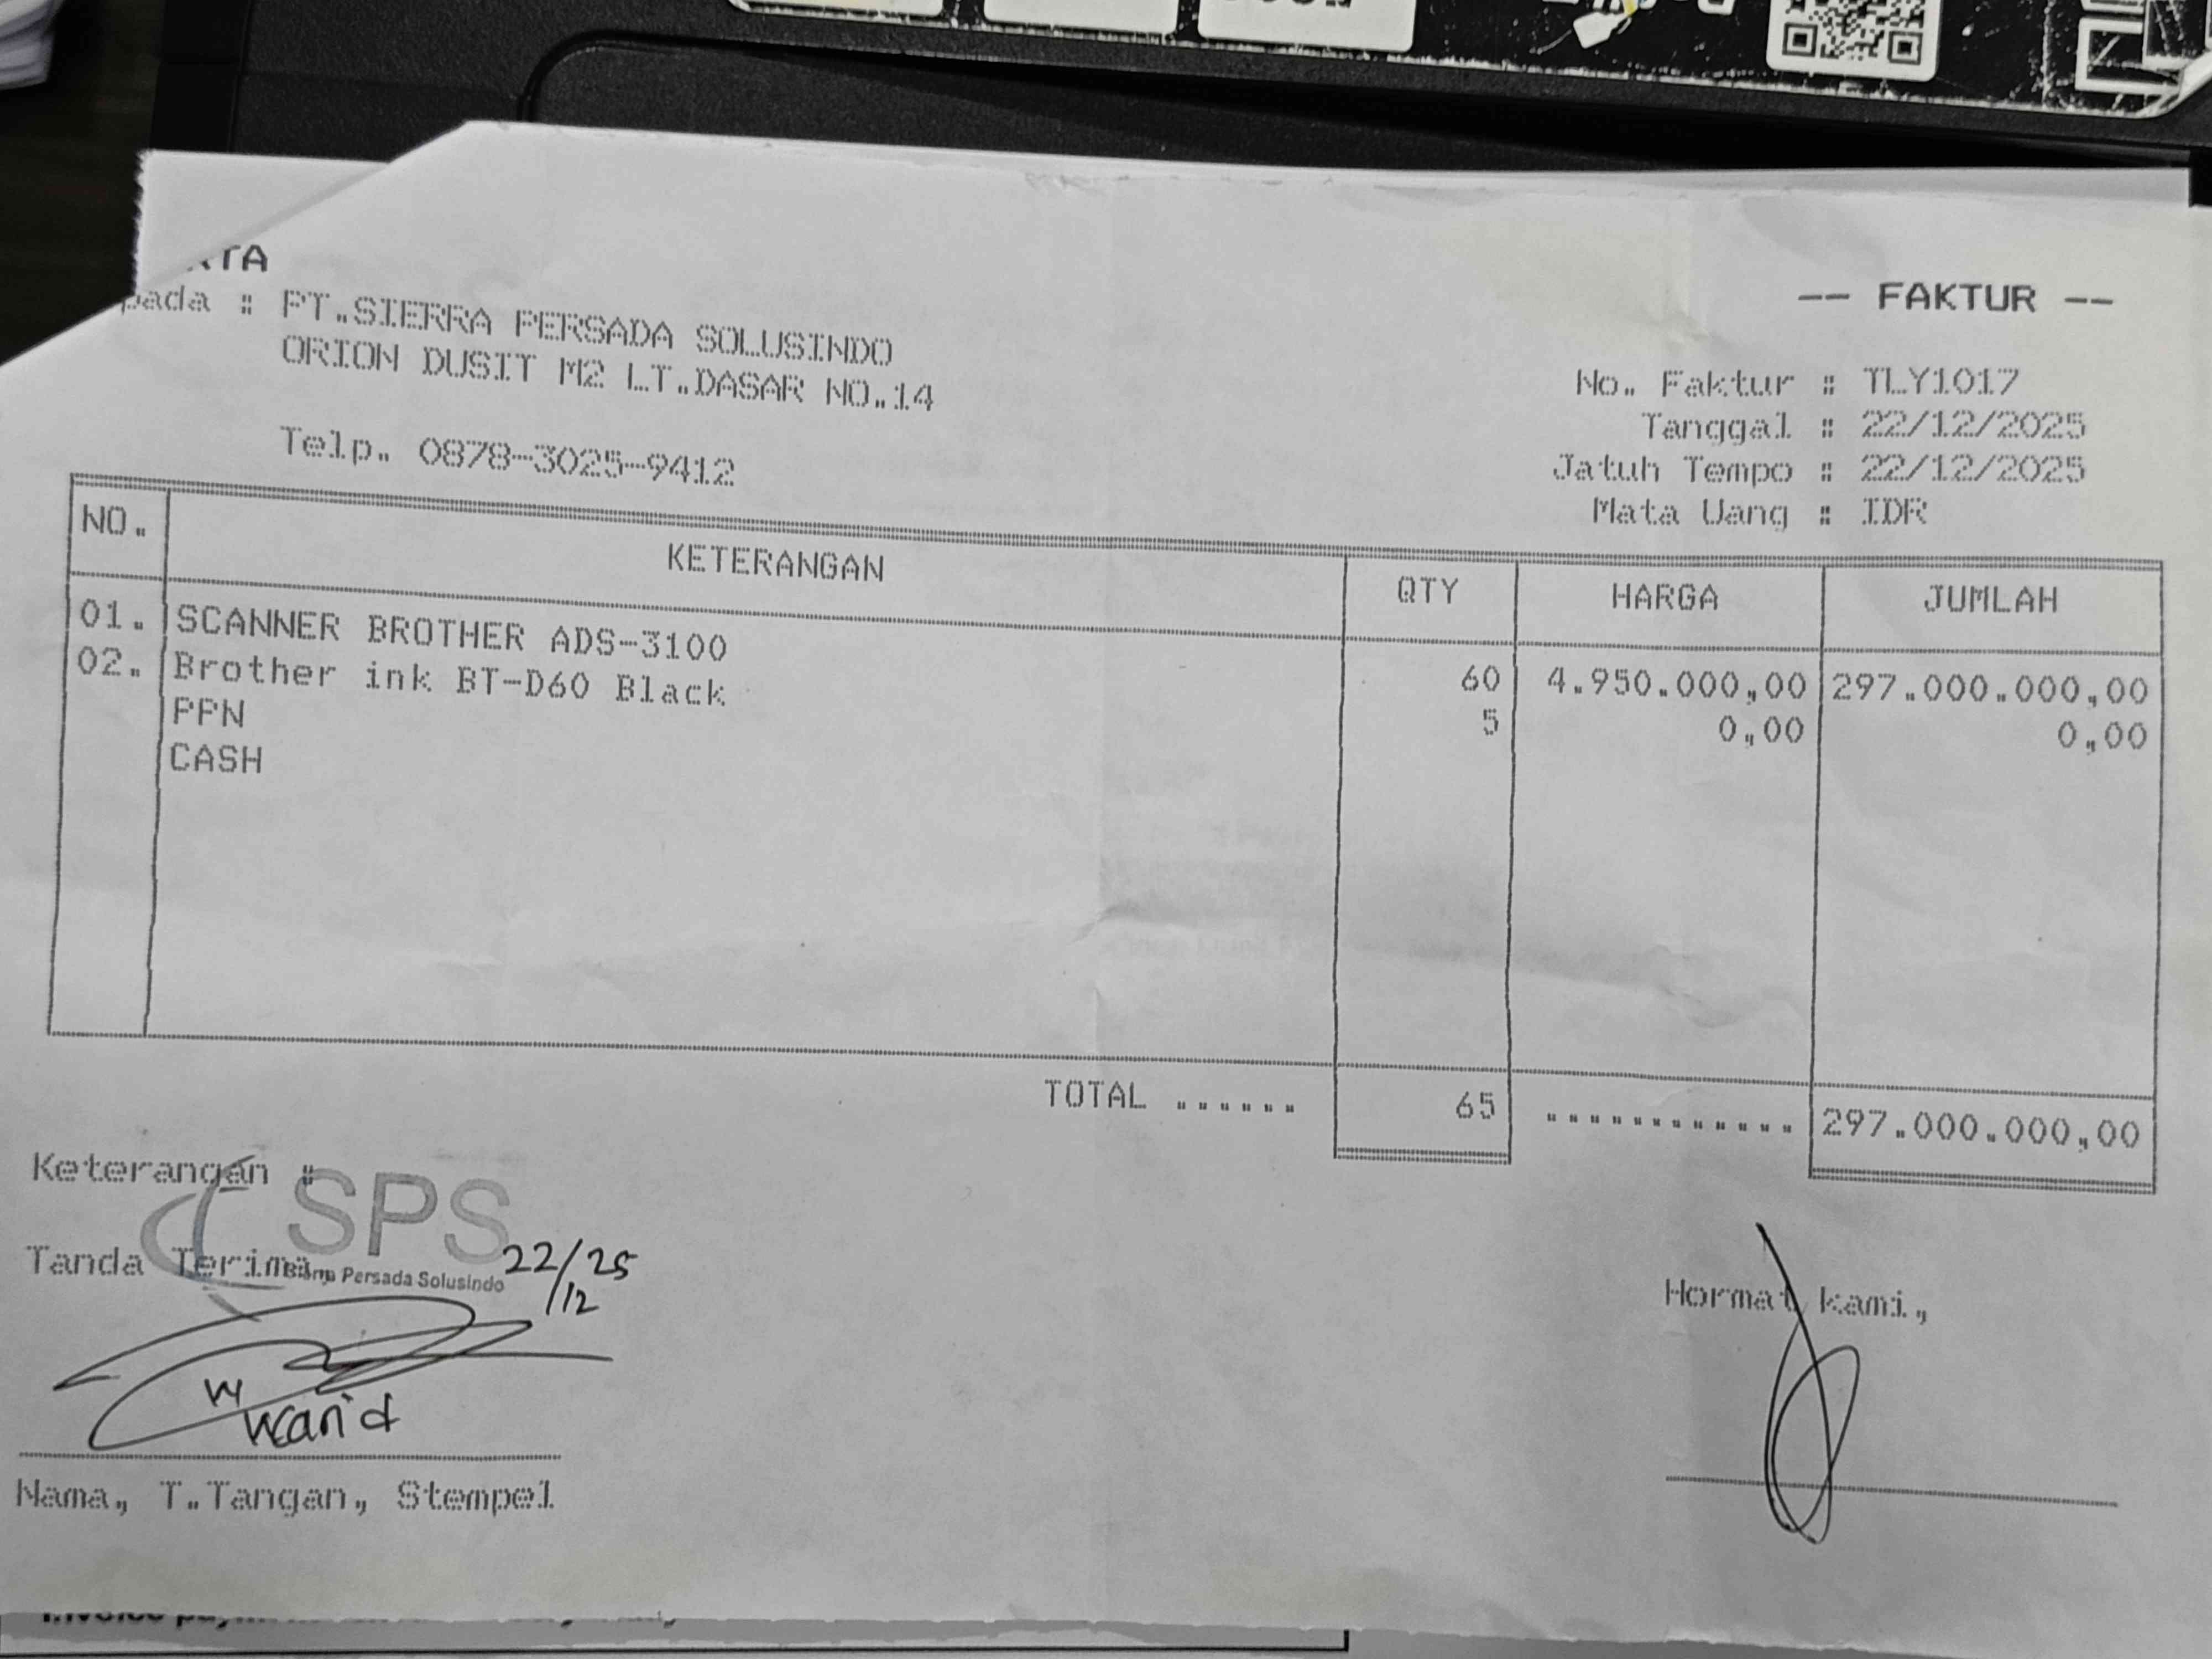 -- FAKTUR --
pada : PT.SIERRA PERSADA SOLUSINDO
ORION DUSIT M2 LT.DASAR NO.14
Telp. 0878-3025-9412
No. Faktur : TLY1017
Tanggal : 22/12/2025
Jatuh Tempo : 22/12/2025
Mata Uang : IDR
NO. KETERANGAN QTY HARGA JUMLAH
01. SCANNER BROTHER ADS-3100 60 4.950.000,00 297.000.000,00
02. Brother ink BT-D60 Black 5 0,00 0,00
PPN
CASH
TOTAL ...... 65 ............ 297.000.000,00
Keterangan :
SPS
Persada Solusindo
Tanda Terima,
22/12/25
Hormat Kami,
Nama, T.Tangan, Stempel